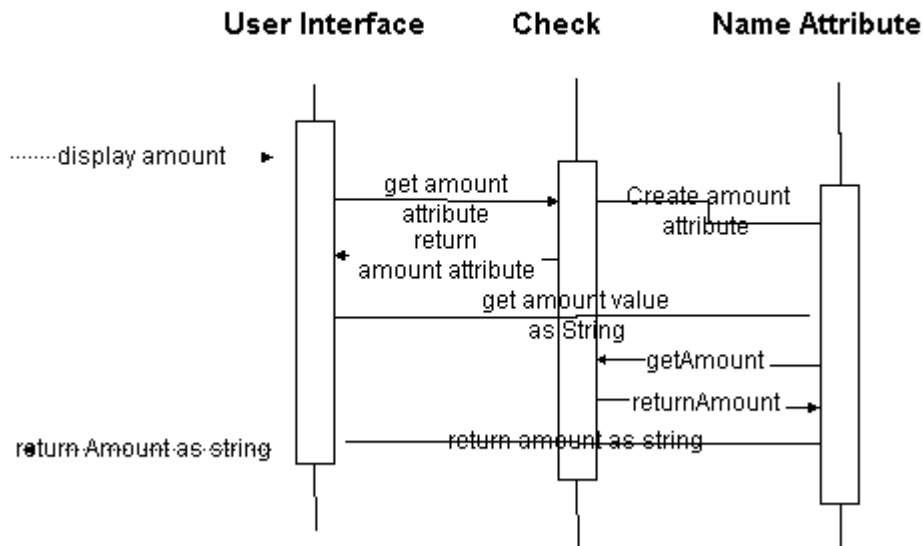 User Interface Check Name Attribute
display amount
get amount
attribute
Create amount
attribute
return
amount attribute
get amount value
as String
getAmount
returnAmount
return amount as string
return Amount as string